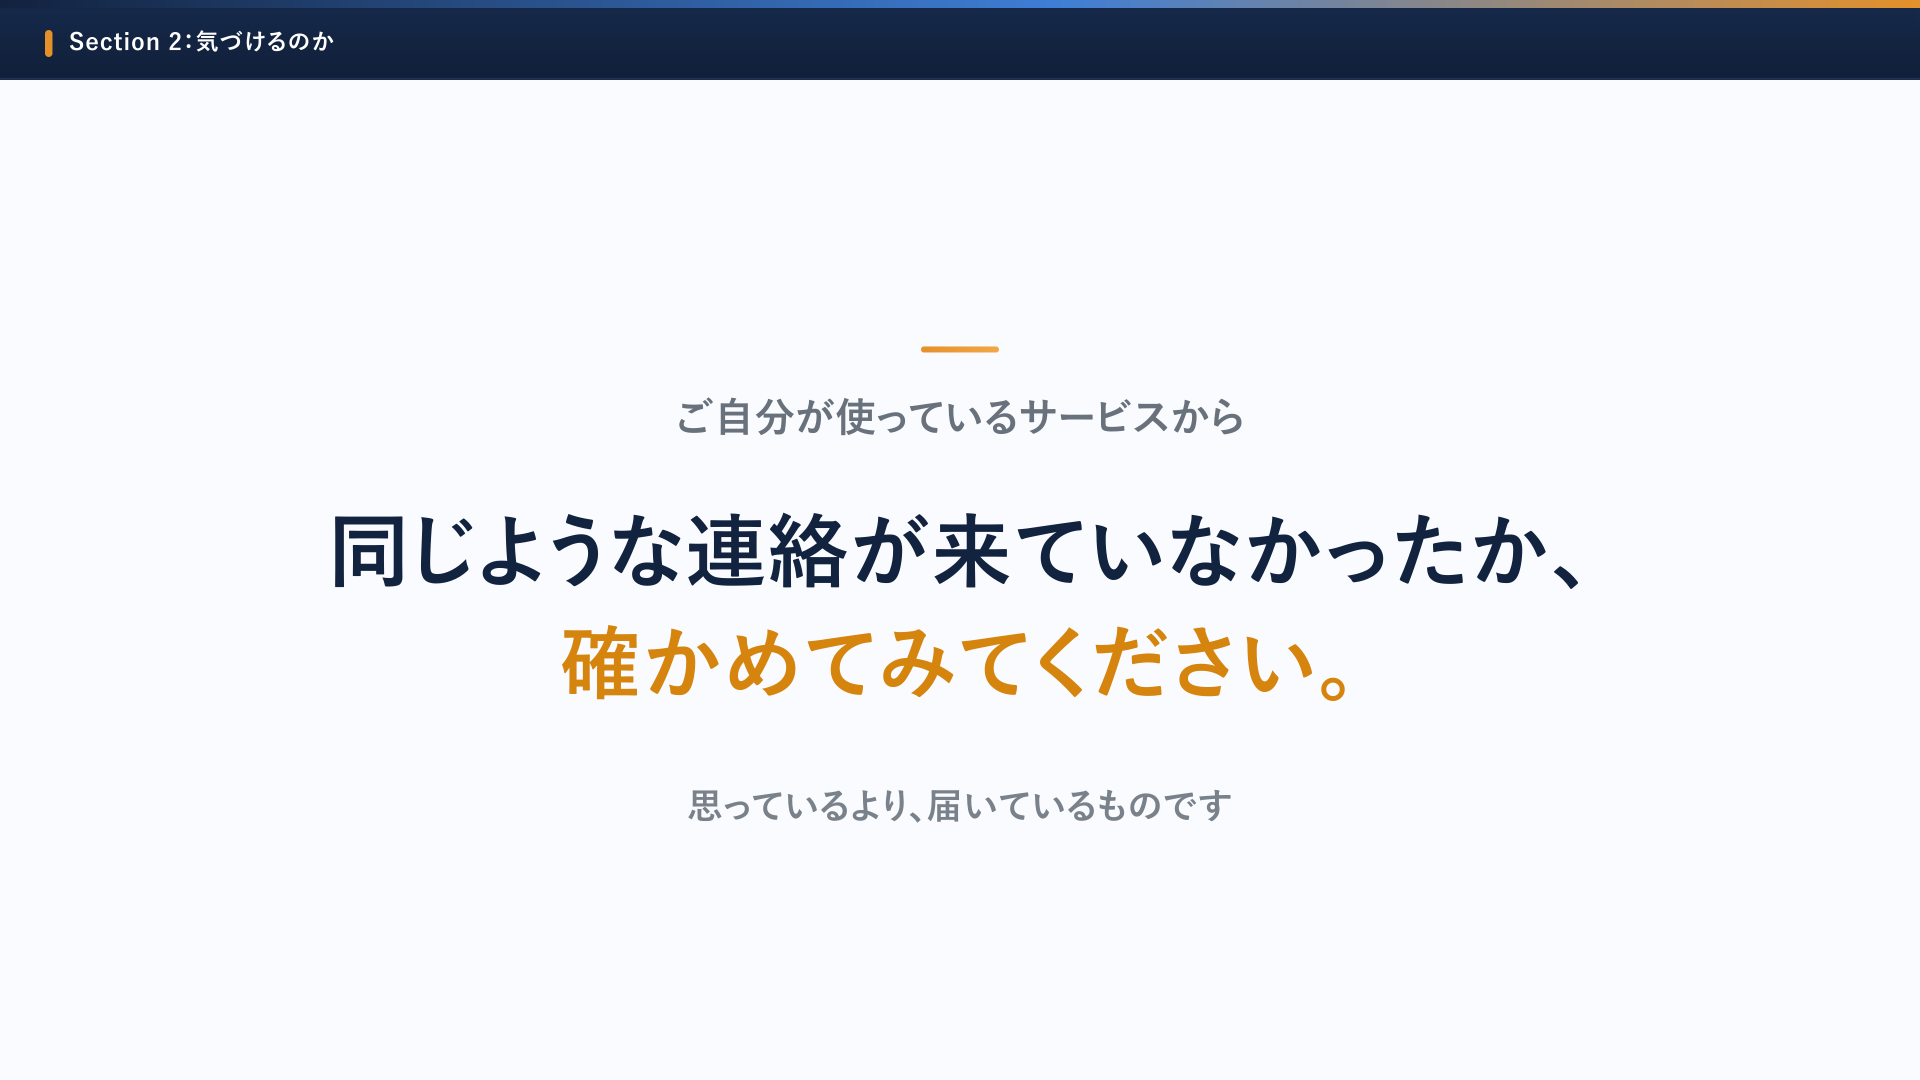 Section 2：気づけるのか
ご自分が使っているサービスから
同じような連絡が来ていなかったか、
確かめてみてください。
思っているより、届いているものです